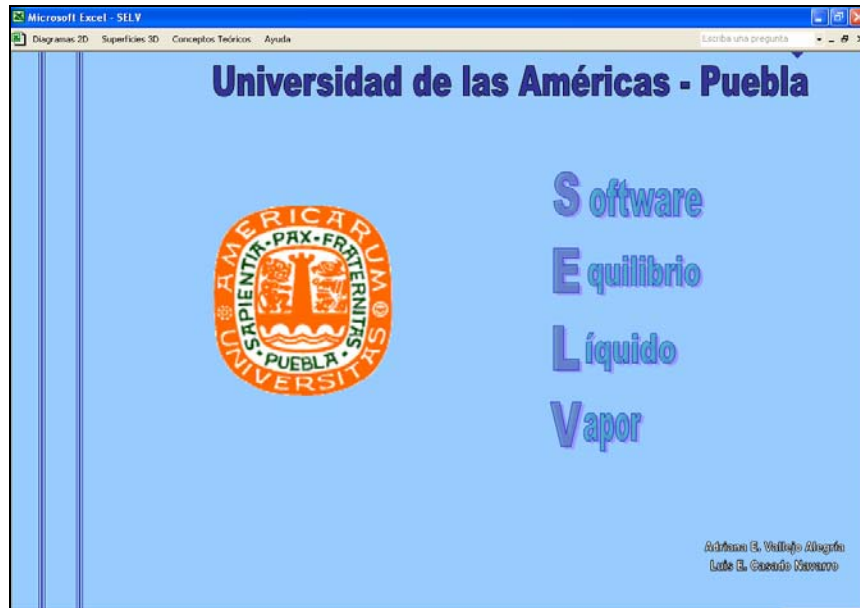 Microsoft Excel - SELV
Diagramas 2D Superficies 3D Conceptos Teóricos Ayuda Escriba una pregunta
Universidad de las Américas - Puebla
UNIVERSITAS AMERICARUM
SAPIENTIA·PAX·FRATERNITAS
·PUEBLA·
Software
Equilibrio
Líquido
Vapor
Adriana E. Vallejo Alegría
Luis E. Casado Navarro